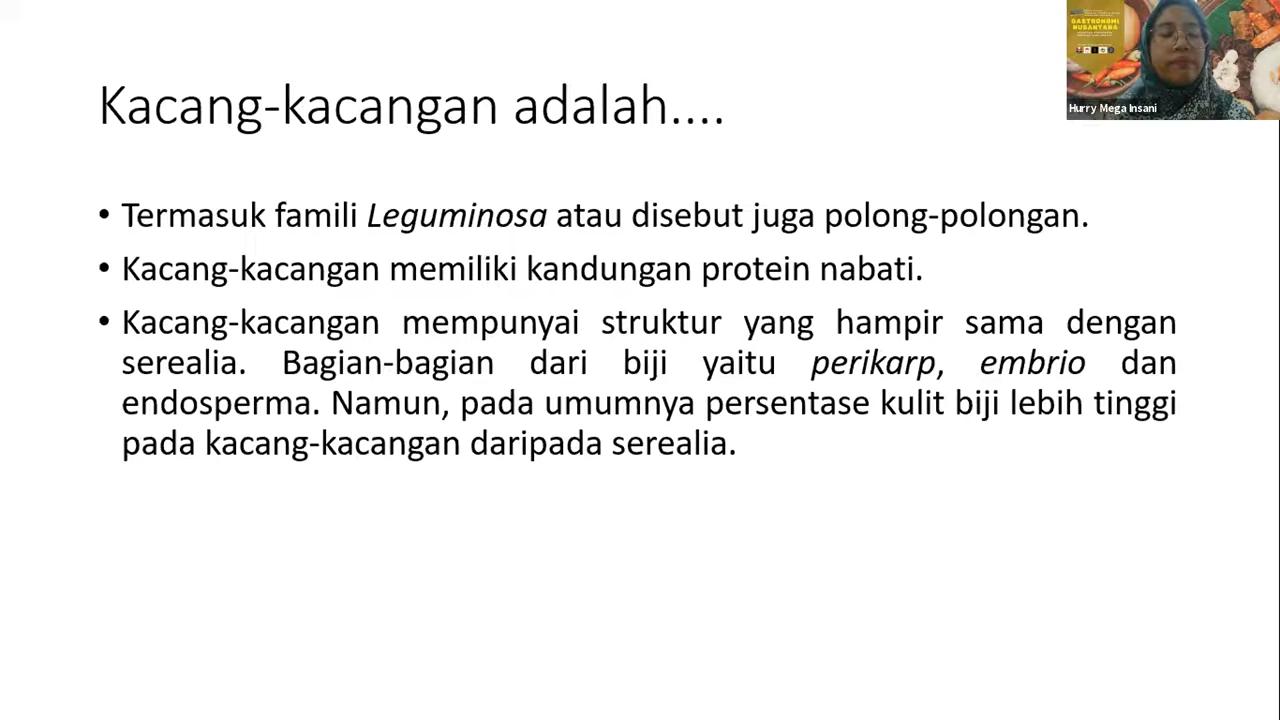 Kacang-kacangan adalah....
• Termasuk famili Leguminosa atau disebut juga polong-polongan.
• Kacang-kacangan memiliki kandungan protein nabati.
• Kacang-kacangan mempunyai struktur yang hampir sama dengan
serealia. Bagian-bagian dari biji yaitu perikarp, embrio dan
endosperma. Namun, pada umumnya persentase kulit biji lebih tinggi
pada kacang-kacangan daripada serealia.
GASTRONOMI
NUSANTARA
Hurry Mega Insani